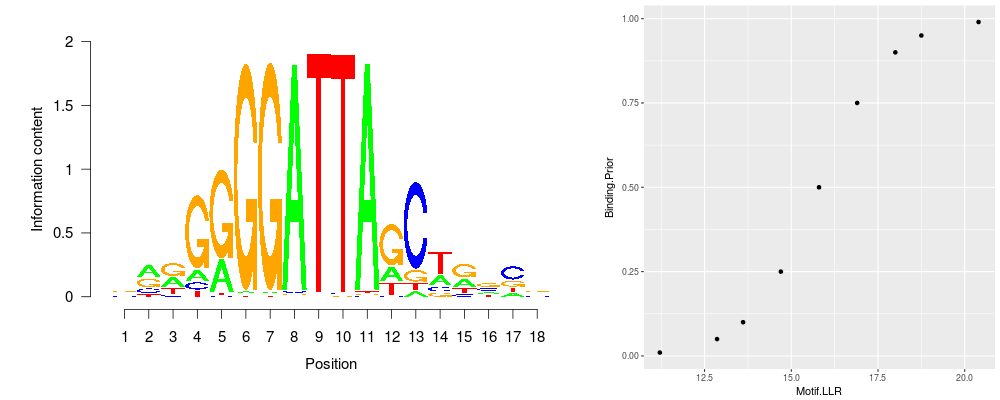 2
1.5
1
0.5
0
Information content
1 2 3 4 5 6 7 8 9 10 11 12 13 14 15 16 17 18
Position
A G G G G G G A T T A G C T G C
G A A A A G A C
1.00
0.75
0.50
0.25
0.00
Binding.Prior
12.5 15.0 17.5 20.0
Motif.LLR